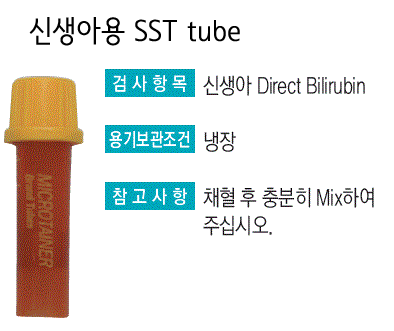 신생아용 SST tube
검사항목 신생아 Direct Bilirubin
용기보관조건 냉장
참고사항 채혈 후 충분히 Mix하여
주십시오.
MICROTAINER